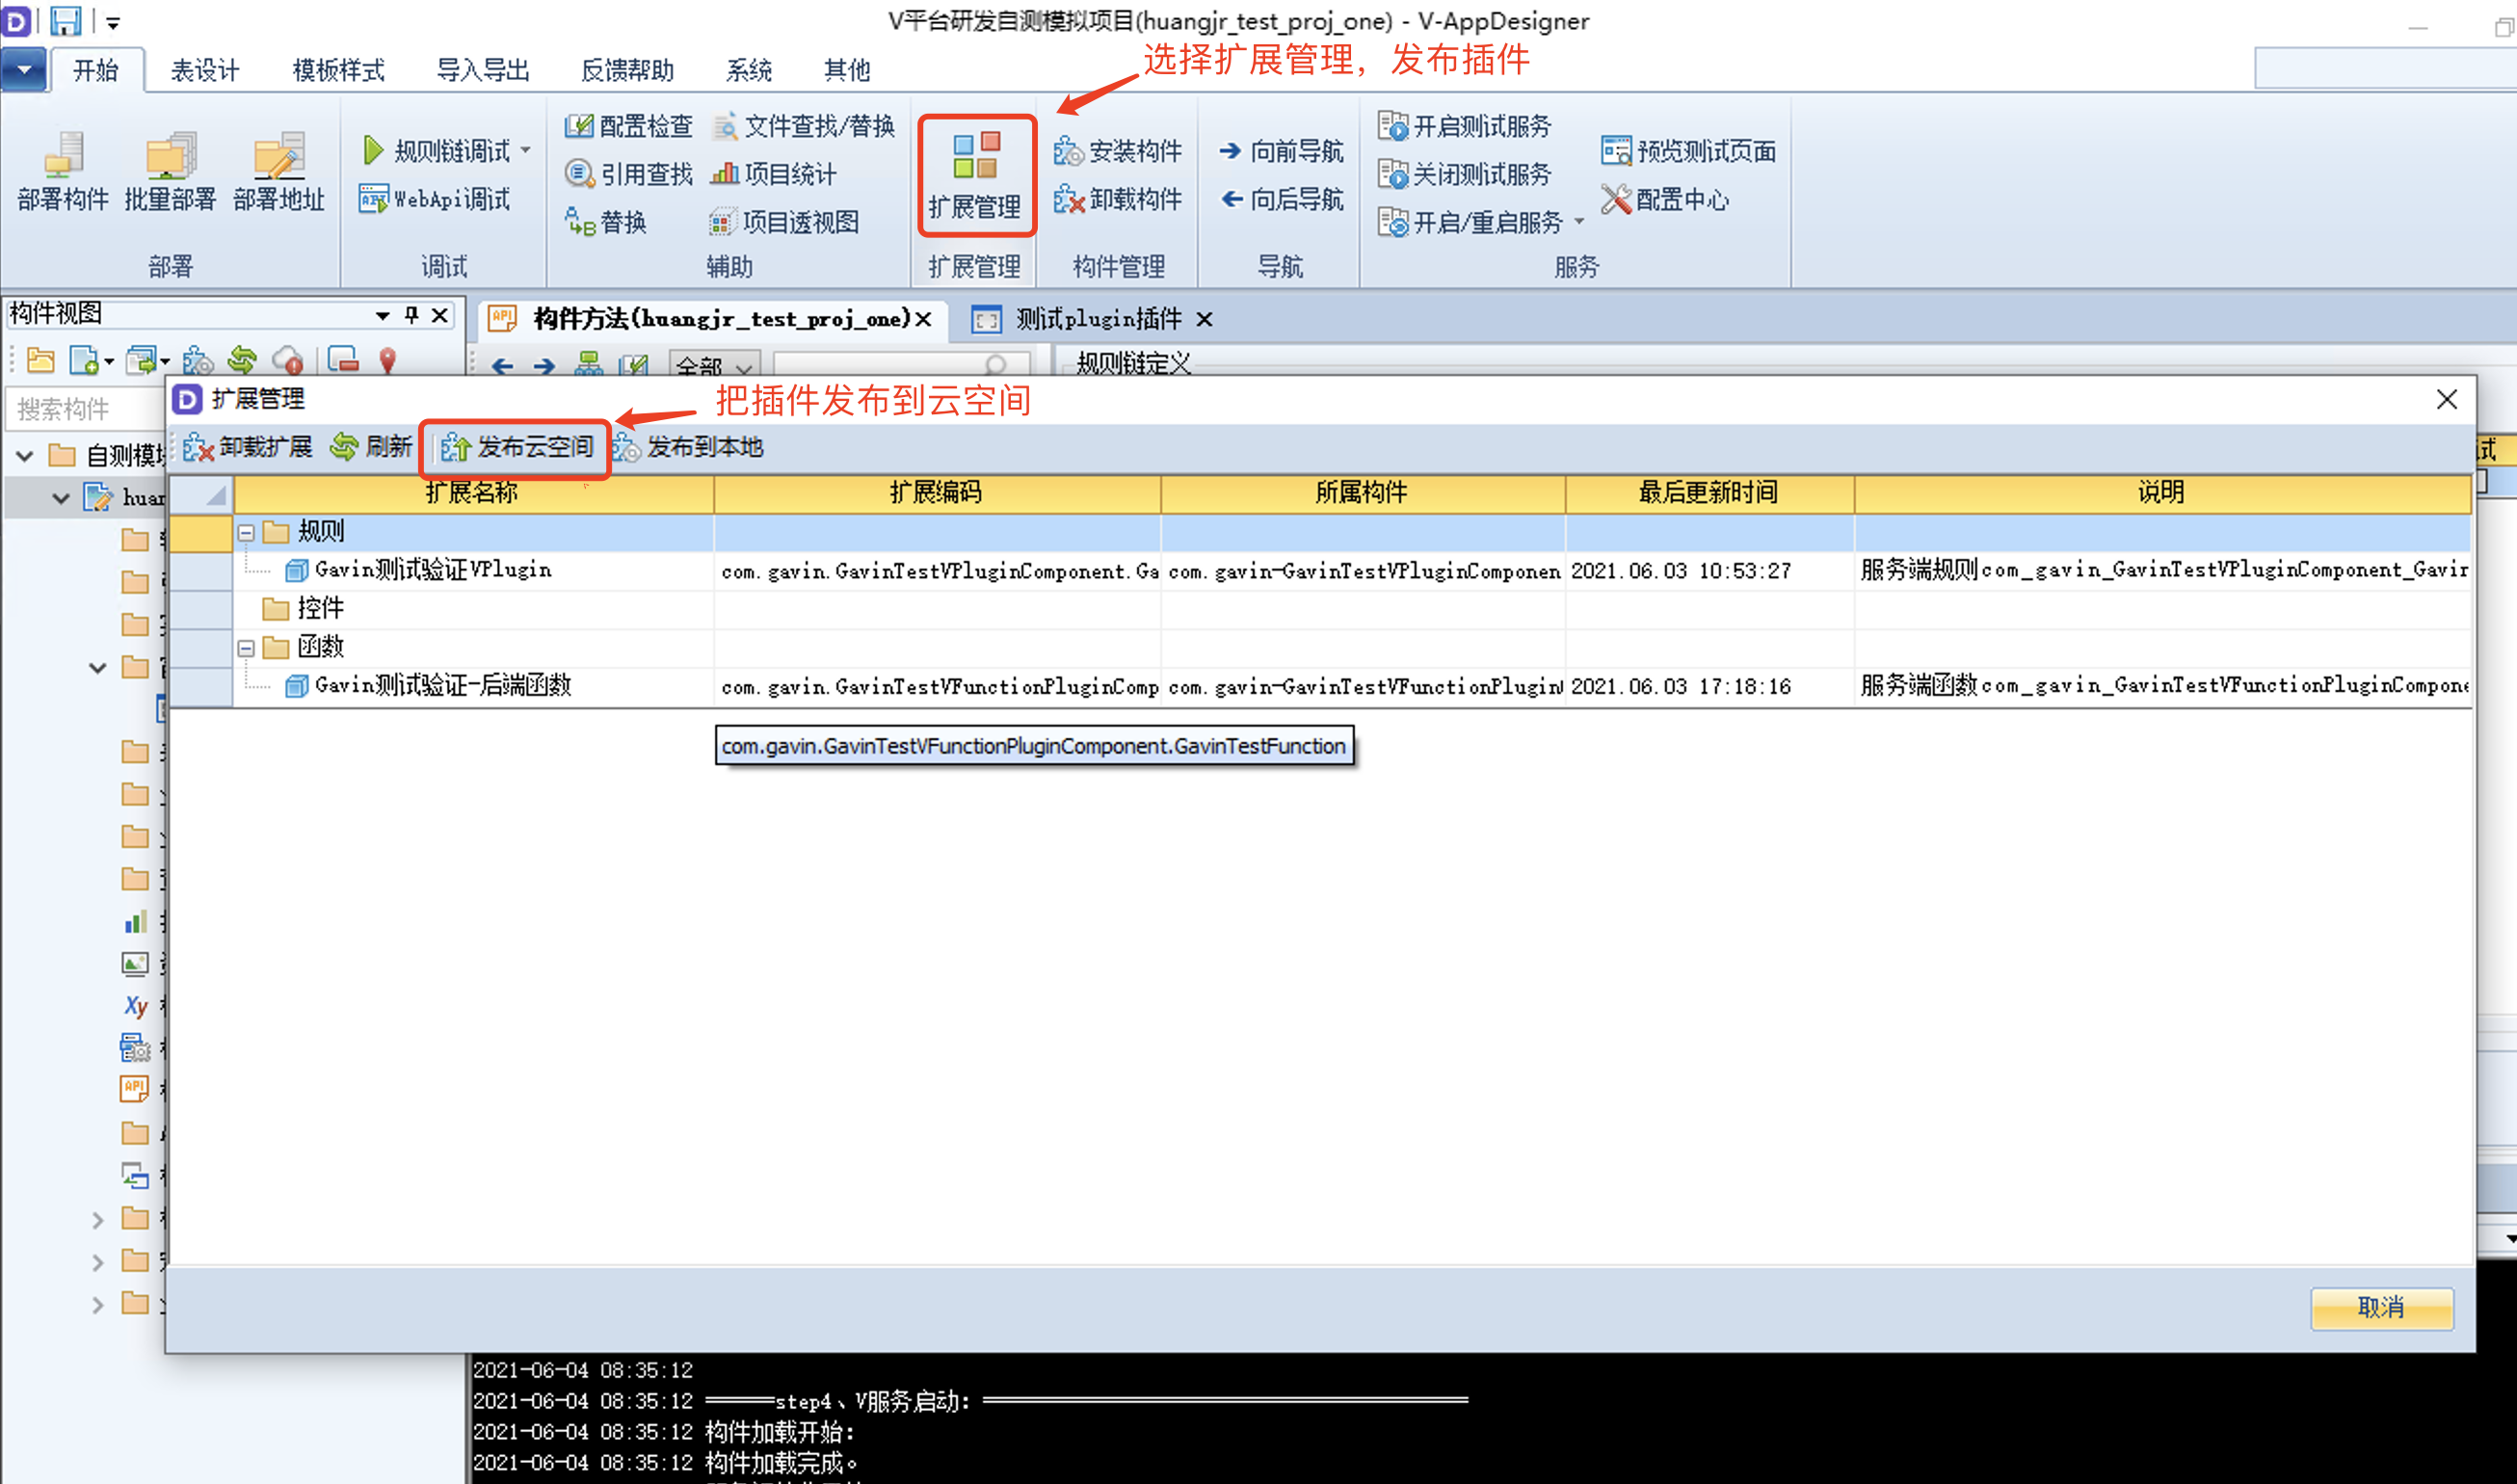 V平台研发自测模拟项目(huangjr_test_proj_one) - V-AppDesigner
选择扩展管理，发布插件
开始 表设计 模板样式 导入导出 反馈帮助 系统 其他
部署构件 批量部署 部署地址
部署
规则链调试
WebApi调试
调试
配置检查 文件查找/替换
引用查找 项目统计
替换 项目透视图
辅助
扩展管理
扩展管理
安装构件
卸载构件
构件管理
向前导航
向后导航
导航
开启测试服务
关闭测试服务
开启/重启服务
预览测试页面
配置中心
服务
构件视图
构件方法(huangjr_test_proj_one) 测试plugin插件
全部
规则链定义
搜索构件
自测模
huan
扩展管理
把插件发布到云空间
卸载扩展 刷新 发布云空间 发布到本地
扩展名称 扩展编码 所属构件 最后更新时间 说明
规则
Gavin测试验证VPlugin com.gavin.GavinTestVPluginComponent.Ga com.gavin-GavinTestVPluginComponen 2021.06.03 10:53:27 服务端规则com_gavin_GavinTestVPluginComponent_Gavir
控件
函数
Gavin测试验证-后端函数 com.gavin.GavinTestVFunctionPluginComp com.gavin-GavinTestVFunctionPlugin 2021.06.03 17:18:16 服务端函数com_gavin_GavinTestVFunctionPluginCompone
com.gavin.GavinTestVFunctionPluginComponent.GavinTestFunction
取消
2021-06-04 08:35:12
2021-06-04 08:35:12 ======step4、V服务启动: ==========================================
2021-06-04 08:35:12 构件加载开始:
2021-06-04 08:35:12 构件加载完成。